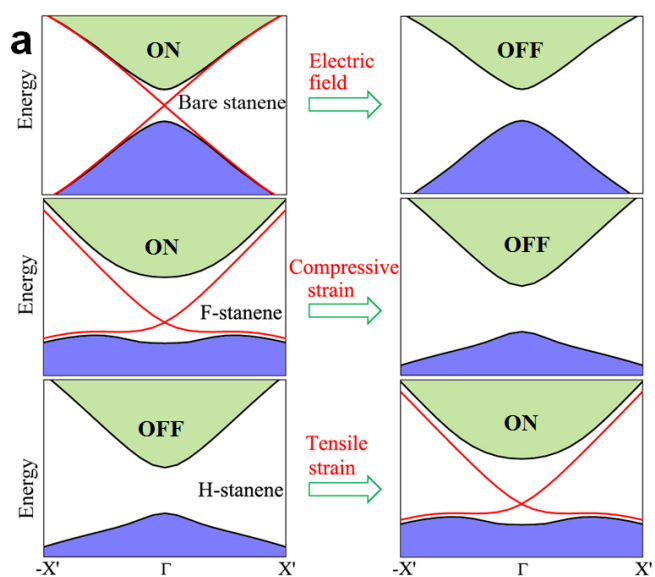 a
Energy
ON
Bare stanene
Electric
field
OFF
Energy
ON
F-stanene
Compressive
strain
OFF
Energy
OFF
H-stanene
Tensile
strain
ON
-X' Γ X' -X' Γ X'